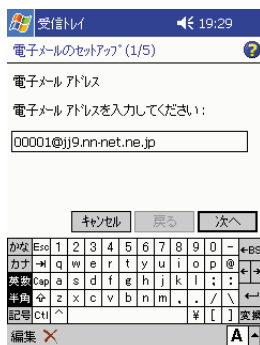 受信ﾄﾚｲ 19:29
電子ﾒｰﾙのｾｯﾄｱｯﾌﾟ(1/5) ?
電子ﾒｰﾙ ｱﾄﾞﾚｽ
電子ﾒｰﾙ ｱﾄﾞﾚｽを入力してください:
00001@jj9.nn-net.ne.jp
ｷｬﾝｾﾙ 戻る 次へ
かな Esc 1 2 3 4 5 6 7 8 9 0 - ←BS
カナ q w e r t y u i o p @ ← →
英数 Cap a s d f g h j k l ; :
半角 z x c v b n m , . / \
記号 Ctl ^ ¥ [ ] 変換
編集 A